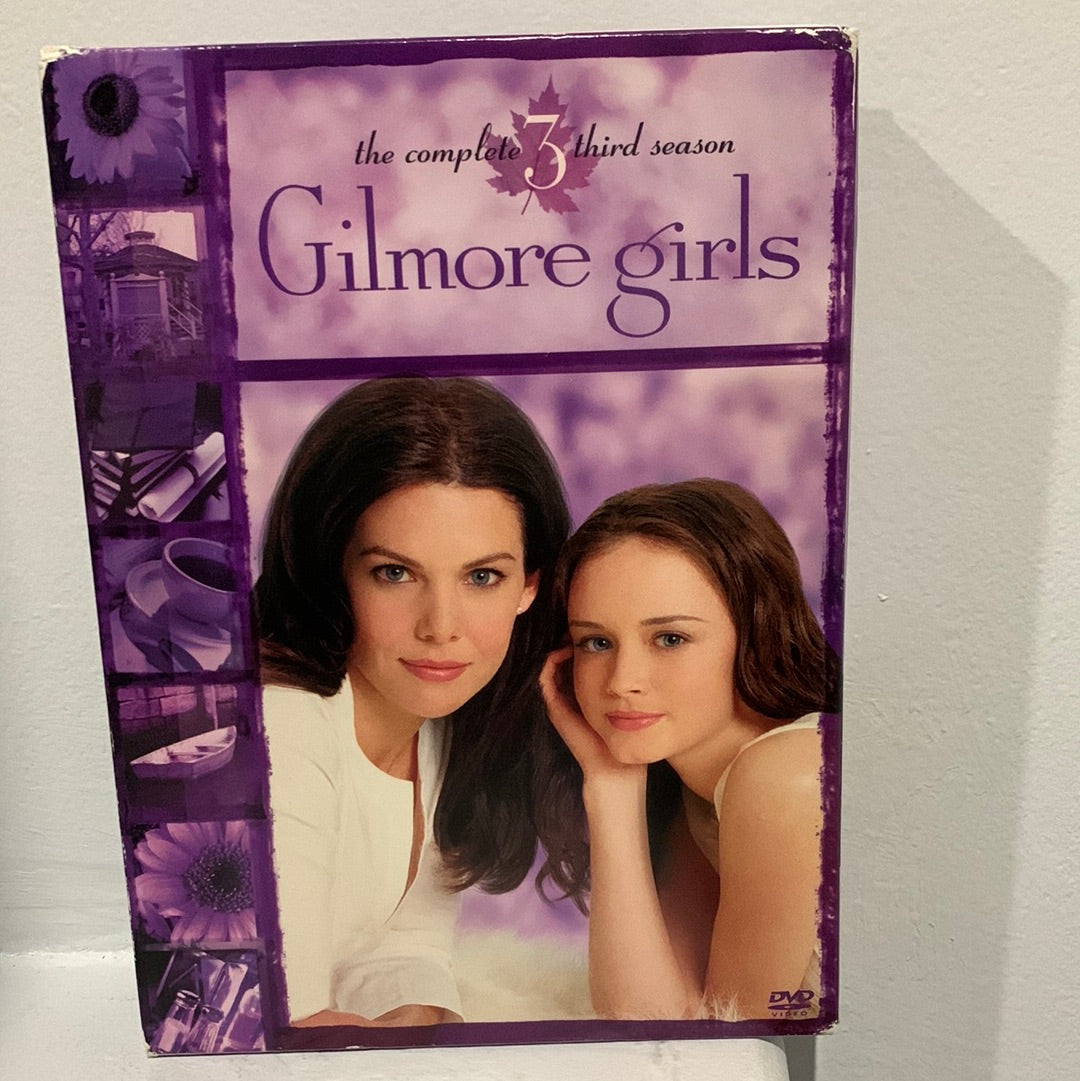 the complete 3 third season
Gilmore girls
DVD
VIDEO